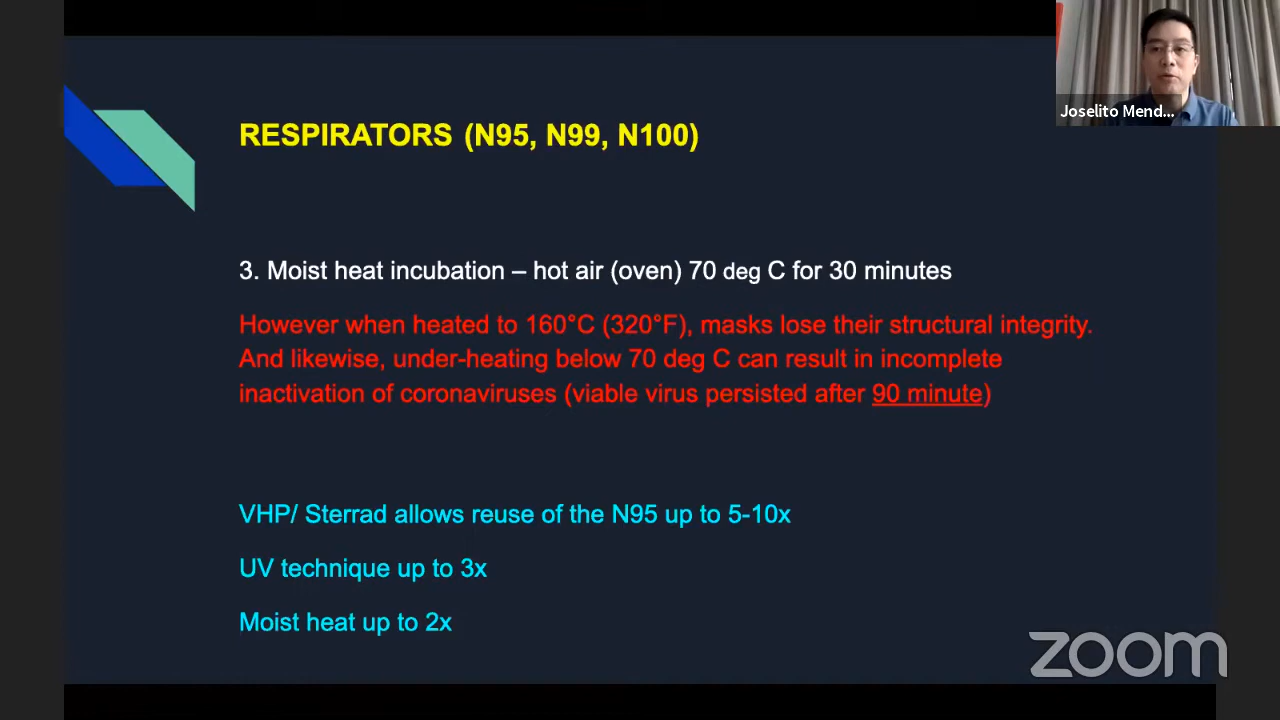 Joselito Mend...
RESPIRATORS (N95, N99, N100)
3. Moist heat incubation – hot air (oven) 70 deg C for 30 minutes
However when heated to 160°C (320°F), masks lose their structural integrity.
And likewise, under-heating below 70 deg C can result in incomplete
inactivation of coronaviruses (viable virus persisted after 90 minute)
VHP/ Sterrad allows reuse of the N95 up to 5-10x
UV technique up to 3x
Moist heat up to 2x
zoom